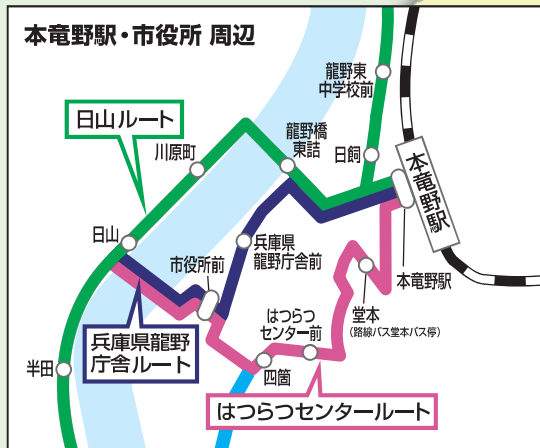 本竜野駅・市役所 周辺
龍野東
中学校前
日山ルート
龍野橋
東詰
川原町
日飼
本竜野駅
日山
市役所前
兵庫県
龍野庁舎前
本竜野駅
はつらつ
センター前
堂本
(路線バス堂本バス停)
兵庫県龍野
庁舎ルート
半田
四箇
はつらつセンタールート